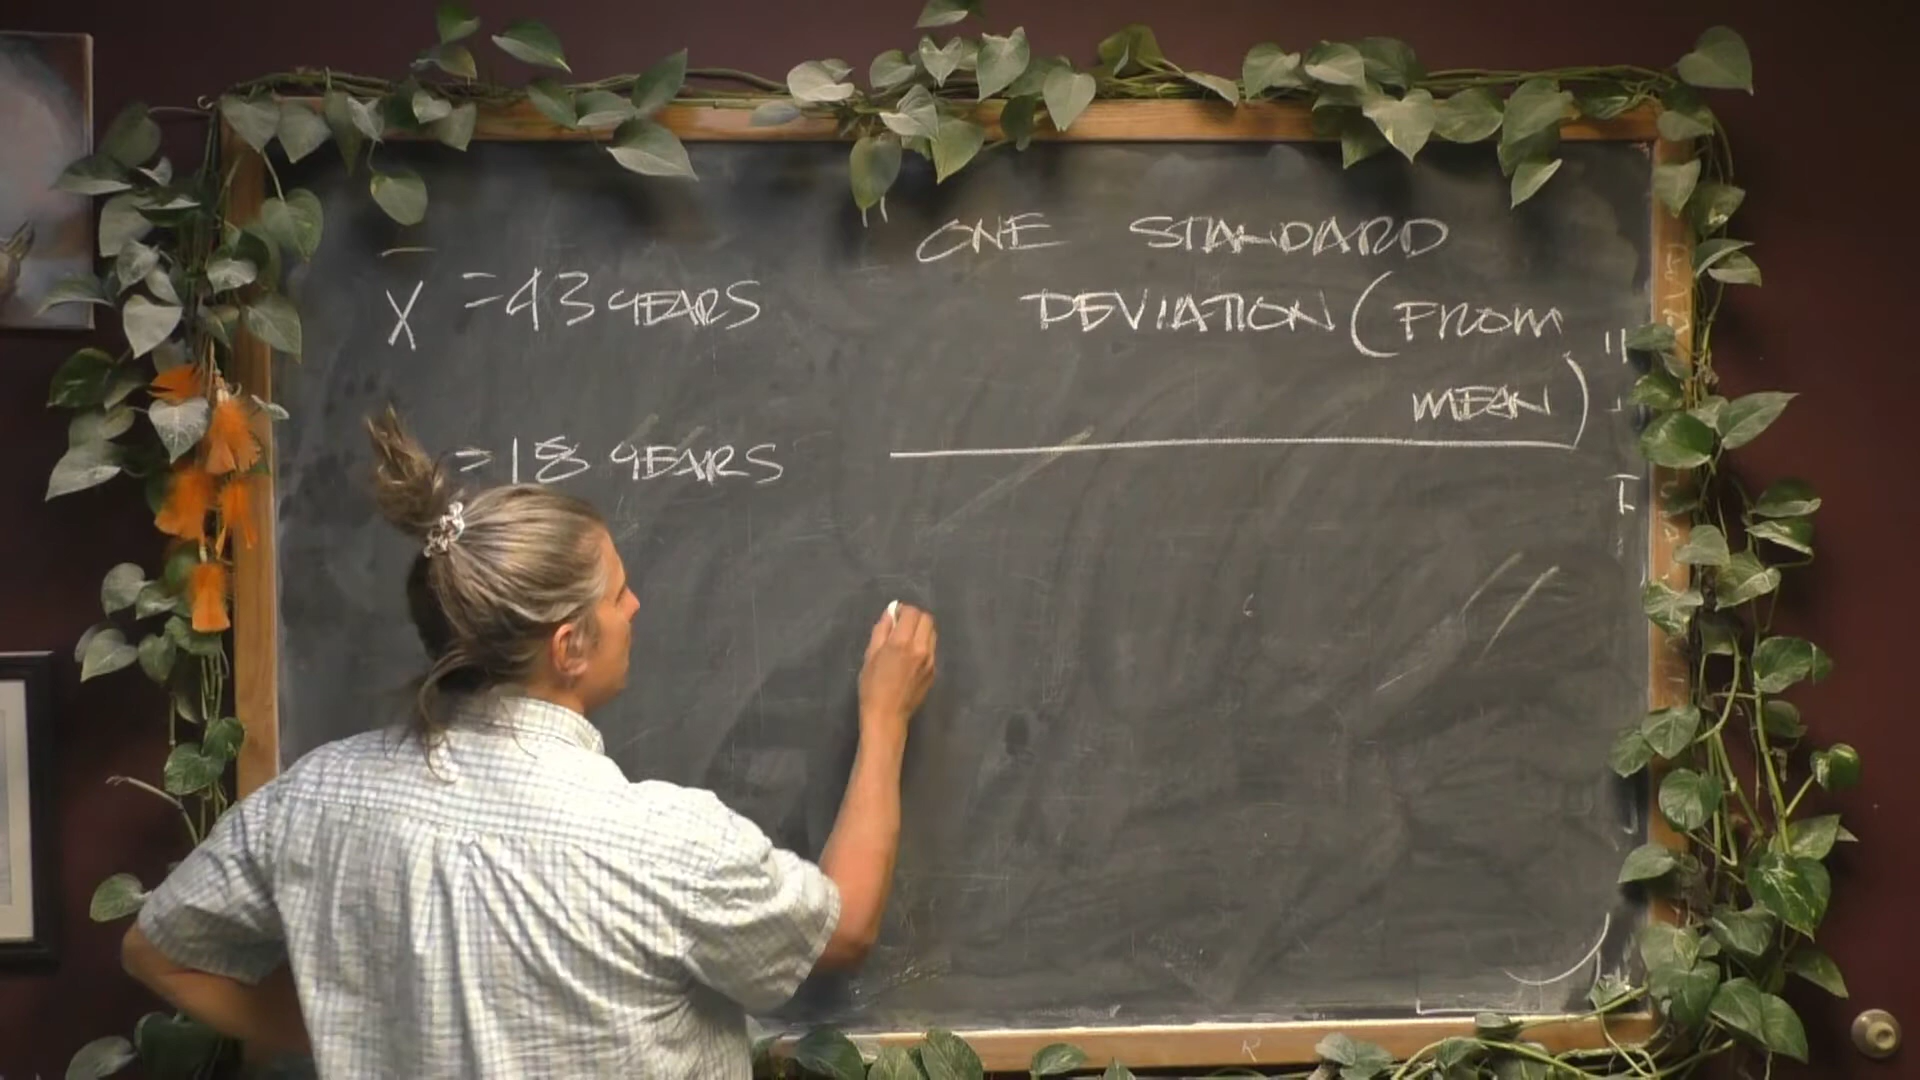 X̄ = 43 YEARS
= 18 YEARS
ONE STANDARD
DEVIATION (FROM
MEAN)